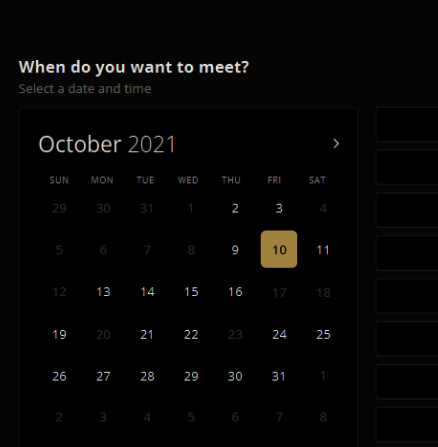 When do you want to meet?
Select a date and time
October 2021
SUN MON TUE WED THU FRI SAT
29 30 31 1 2 3 4
5 6 7 8 9 10 11
12 13 14 15 16 17 18
19 20 21 22 23 24 25
26 27 28 29 30 31 1
2 3 4 5 6 7 8